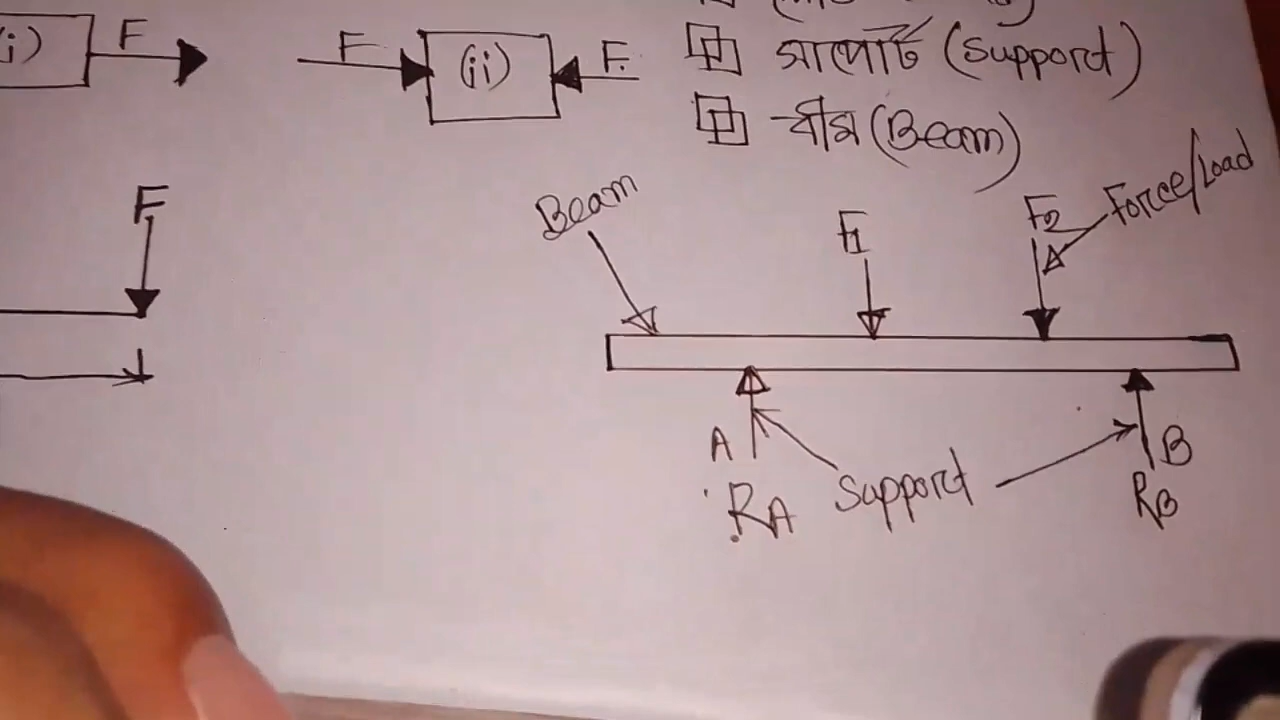 (i) F
F (ii) F
সাপোর্ট (Support)
বীম (Beam)
F
Beam
F1
F2
Force/Load
A
RA
Support
B
RB